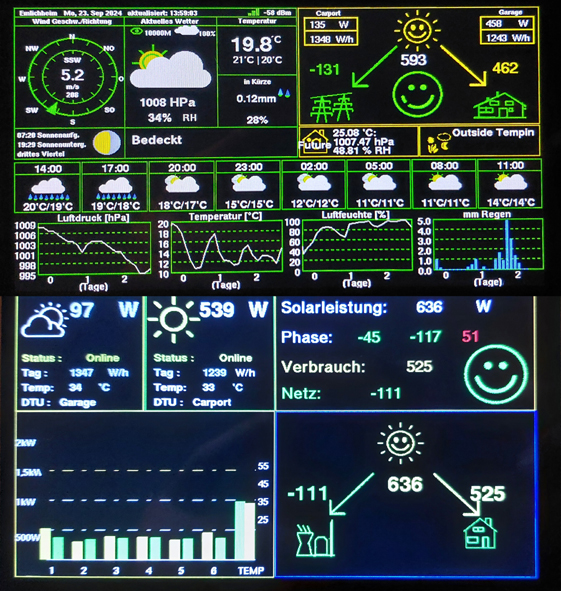 Emlichheim Mo, 23. Sep 2024 aktualisiert: 13:59:03 -58 dBm
Wind Geschw./Richtung Aktuelles Wetter Temperatur
N
NW NO
W O
SW SO
S
SSW
5.2
m/s
208
10000M 100%
1008 HPa
34% RH
19.8°C
21°C | 20°C
in Kürze
0.12mm
28%
07:20 Sonnenaufg.
19:29 Sonnenunterg.
drittes Viertel
Bedeckt
Carport
135 W
1348 W/h
Garage
458 W
1243 W/h
-131 593 462
Future
25.08 °C:
1007.47 hPa
48.81 % RH
Outside Tempin
14:00 17:00 20:00 23:00 02:00 05:00 08:00 11:00
20°C/19°C 19°C/18°C 18°C/17°C 15°C/15°C 12°C/12°C 11°C/11°C 11°C/11°C 14°C/14°C
Luftdruck [hPa] Temperatur [°C] Luftfeuchte [%] mm Regen
1009
1006
1003
1001
998
995
0 1 2
(Tage)
20
18
16
14
12
10
0 1 2
(Tage)
100
80
60
40
20
0
0 1 2
(Tage)
5.0
4.0
3.0
2.0
1.0
0.0
0 1 2
(Tage)
97 W
Status : Online
Tag : 1347 W/h
Temp: 34 °C
DTU : Garage
539 W
Status : Online
Tag : 1239 W/h
Temp: 33 °C
DTU : Carport
Solarleistung: 636 W
Phase: -45 -117 51
Verbrauch: 525
Netz: -111
2kW
1,5kW
1kW
500W
55
45
35
25
1 2 3 4 5 6 TEMP
-111 636 525